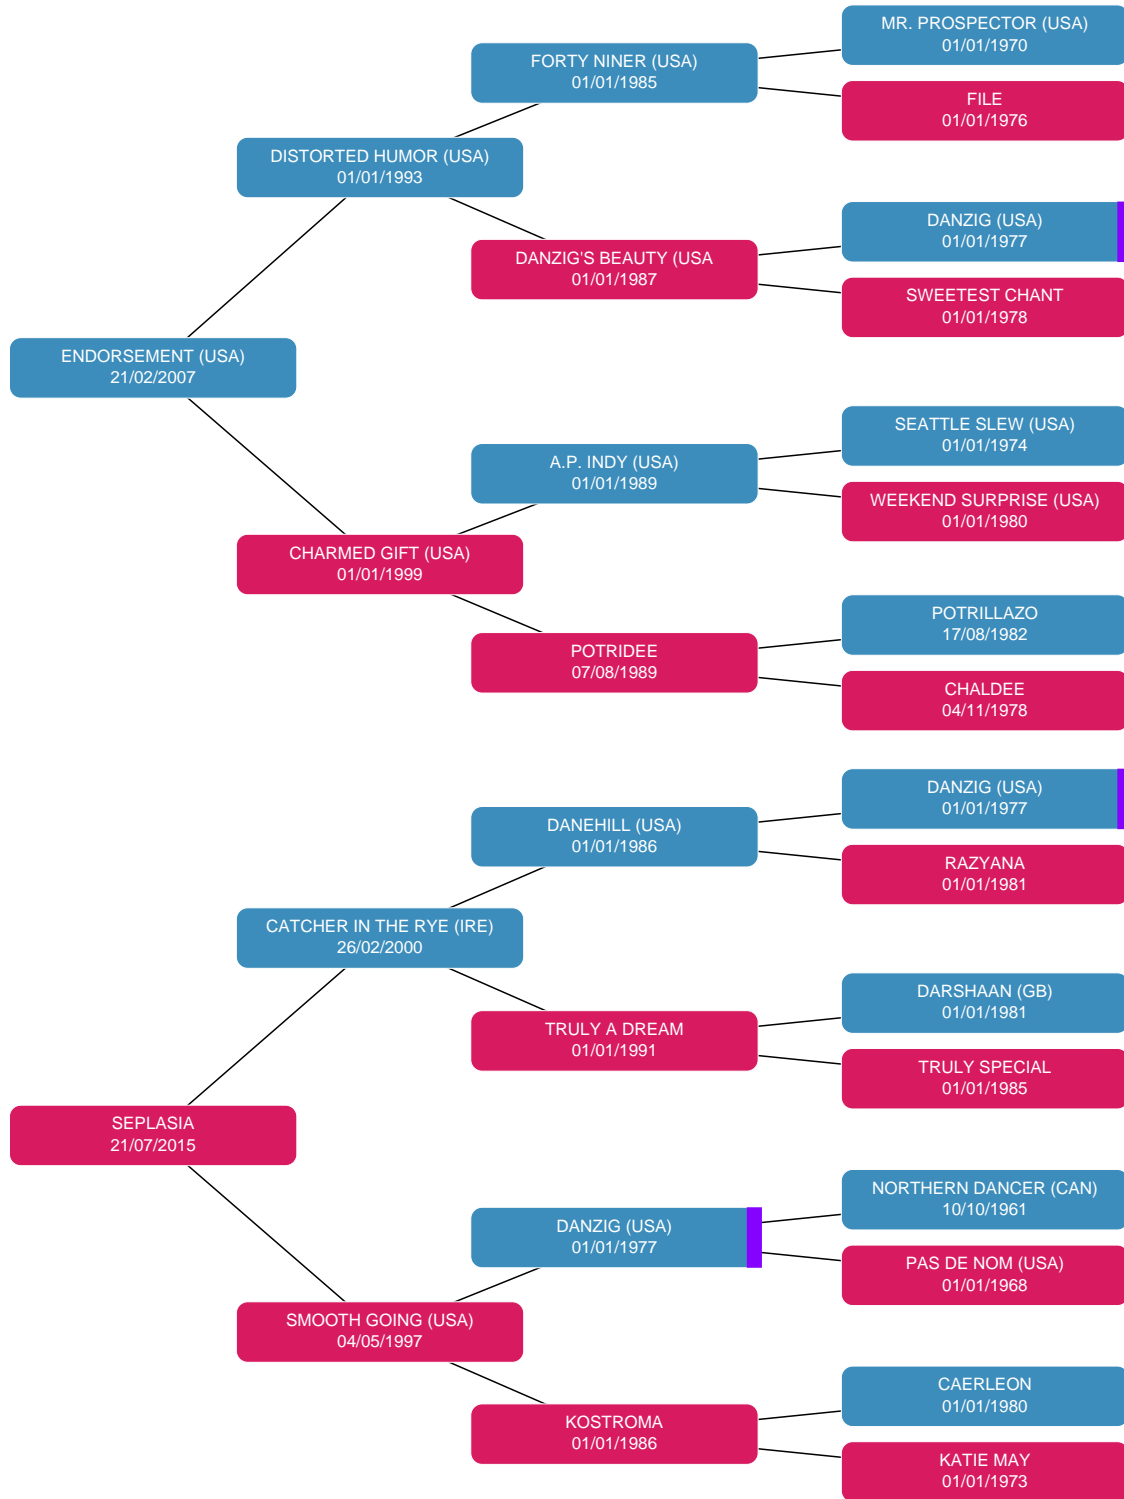 MR. PROSPECTOR (USA)
01/01/1970
FORTY NINER (USA)
01/01/1985
FILE
01/01/1976
DISTORTED HUMOR (USA)
01/01/1993
DANZIG (USA)
01/01/1977
DANZIG'S BEAUTY (USA
01/01/1987
SWEETEST CHANT
01/01/1978
ENDORSEMENT (USA)
21/02/2007
SEATTLE SLEW (USA)
01/01/1974
A.P. INDY (USA)
01/01/1989
WEEKEND SURPRISE (USA)
01/01/1980
CHARMED GIFT (USA)
01/01/1999
POTRILLAZO
17/08/1982
POTRIDEE
07/08/1989
CHALDEE
04/11/1978
DANZIG (USA)
01/01/1977
DANEHILL (USA)
01/01/1986
RAZYANA
01/01/1981
CATCHER IN THE RYE (IRE)
26/02/2000
DARSHAAN (GB)
01/01/1981
TRULY A DREAM
01/01/1991
TRULY SPECIAL
01/01/1985
SEPLASIA
21/07/2015
NORTHERN DANCER (CAN)
10/10/1961
DANZIG (USA)
01/01/1977
PAS DE NOM (USA)
01/01/1968
SMOOTH GOING (USA)
04/05/1997
CAERLEON
01/01/1980
KOSTROMA
01/01/1986
KATIE MAY
01/01/1973